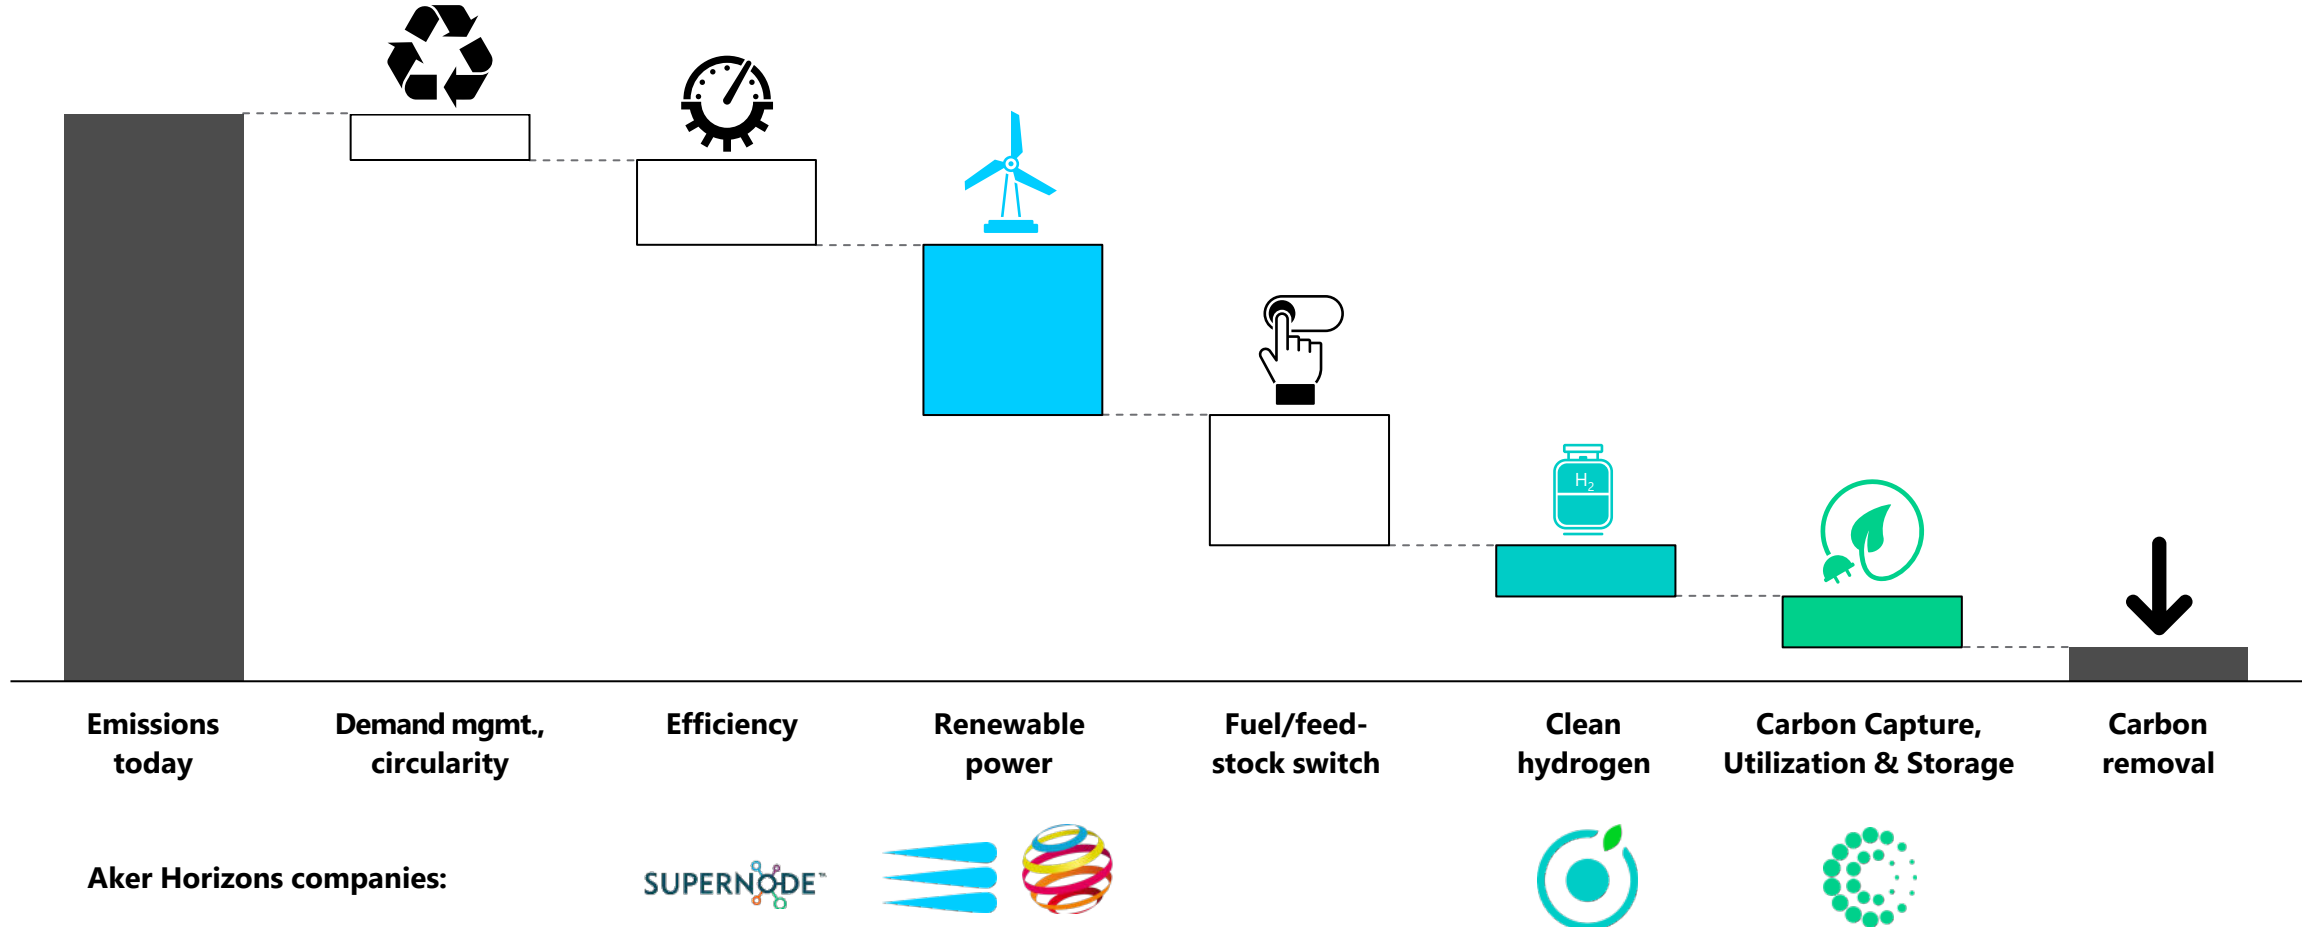 H2
Emissions
today
Demand mgmt.,
circularity
Efficiency
Renewable
power
Fuel/feed-
stock switch
Clean
hydrogen
Carbon Capture,
Utilization & Storage
Carbon
removal
Aker Horizons companies:
SUPERNODE™